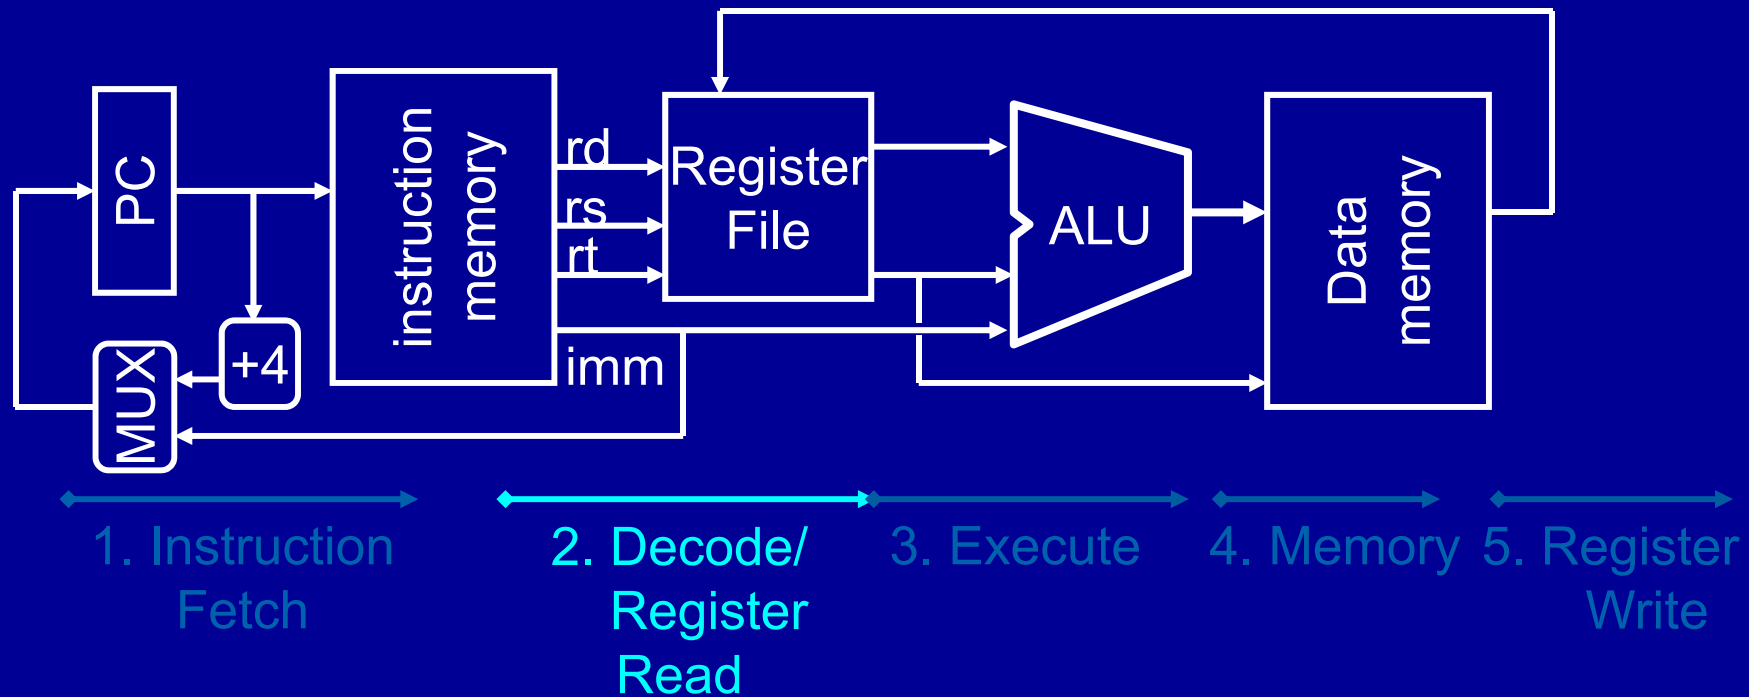 PC
instruction
memory
rd
rs
rt
imm
Register
File
ALU
Data
memory
+4
MUX
1. Instruction
Fetch
2. Decode/
Register
Read
3. Execute
4. Memory
5. Register
Write